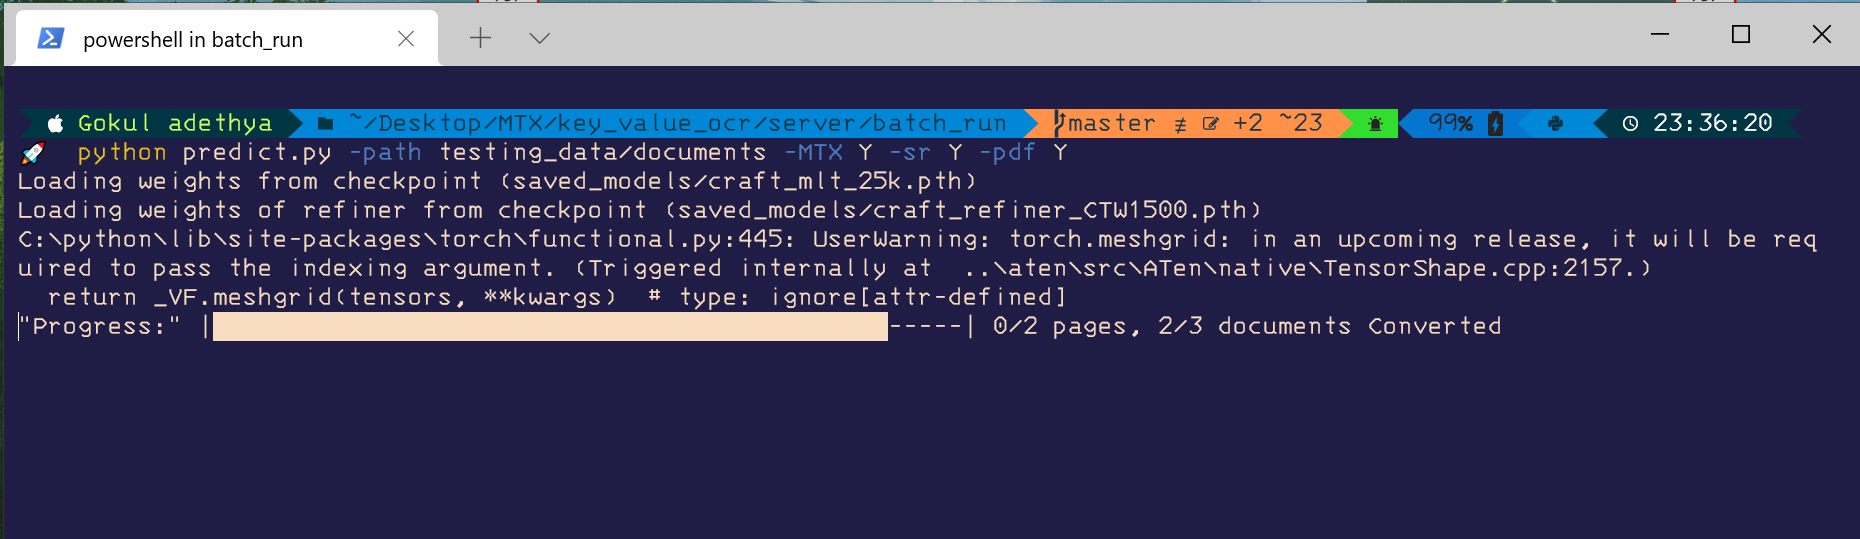 powershell in batch_run
Gokul adethya ~/Desktop/MTX/key_value_ocr/server/batch_run master ≢ +2 ~23 99% 23:36:20
python predict.py -path testing_data/documents -MTX Y -sr Y -pdf Y
Loading weights from checkpoint (saved_models/craft_mlt_25k.pth)
Loading weights of refiner from checkpoint (saved_models/craft_refiner_CTW1500.pth)
C:\python\lib\site-packages\torch\functional.py:445: UserWarning: torch.meshgrid: in an upcoming release, it will be req
uired to pass the indexing argument. (Triggered internally at  ..\aten\src\ATen\native\TensorShape.cpp:2157.)
  return _VF.meshgrid(tensors, **kwargs)  # type: ignore[attr-defined]
"Progress:" |-----| 0/2 pages, 2/3 documents Converted